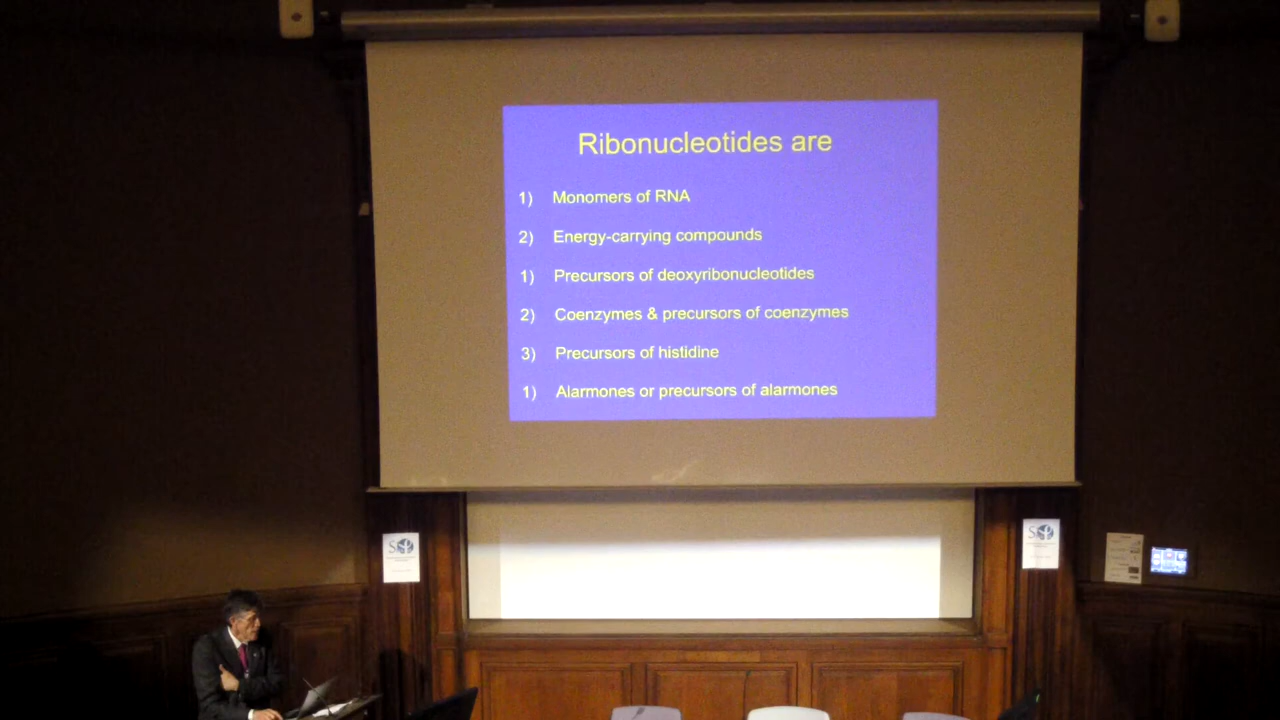 Ribonucleotides are
1) Monomers of RNA
2) Energy-carrying compounds
1) Precursors of deoxyribonucleotides
2) Coenzymes & precursors of coenzymes
3) Precursors of histidine
1) Alarmones or precursors of alarmones